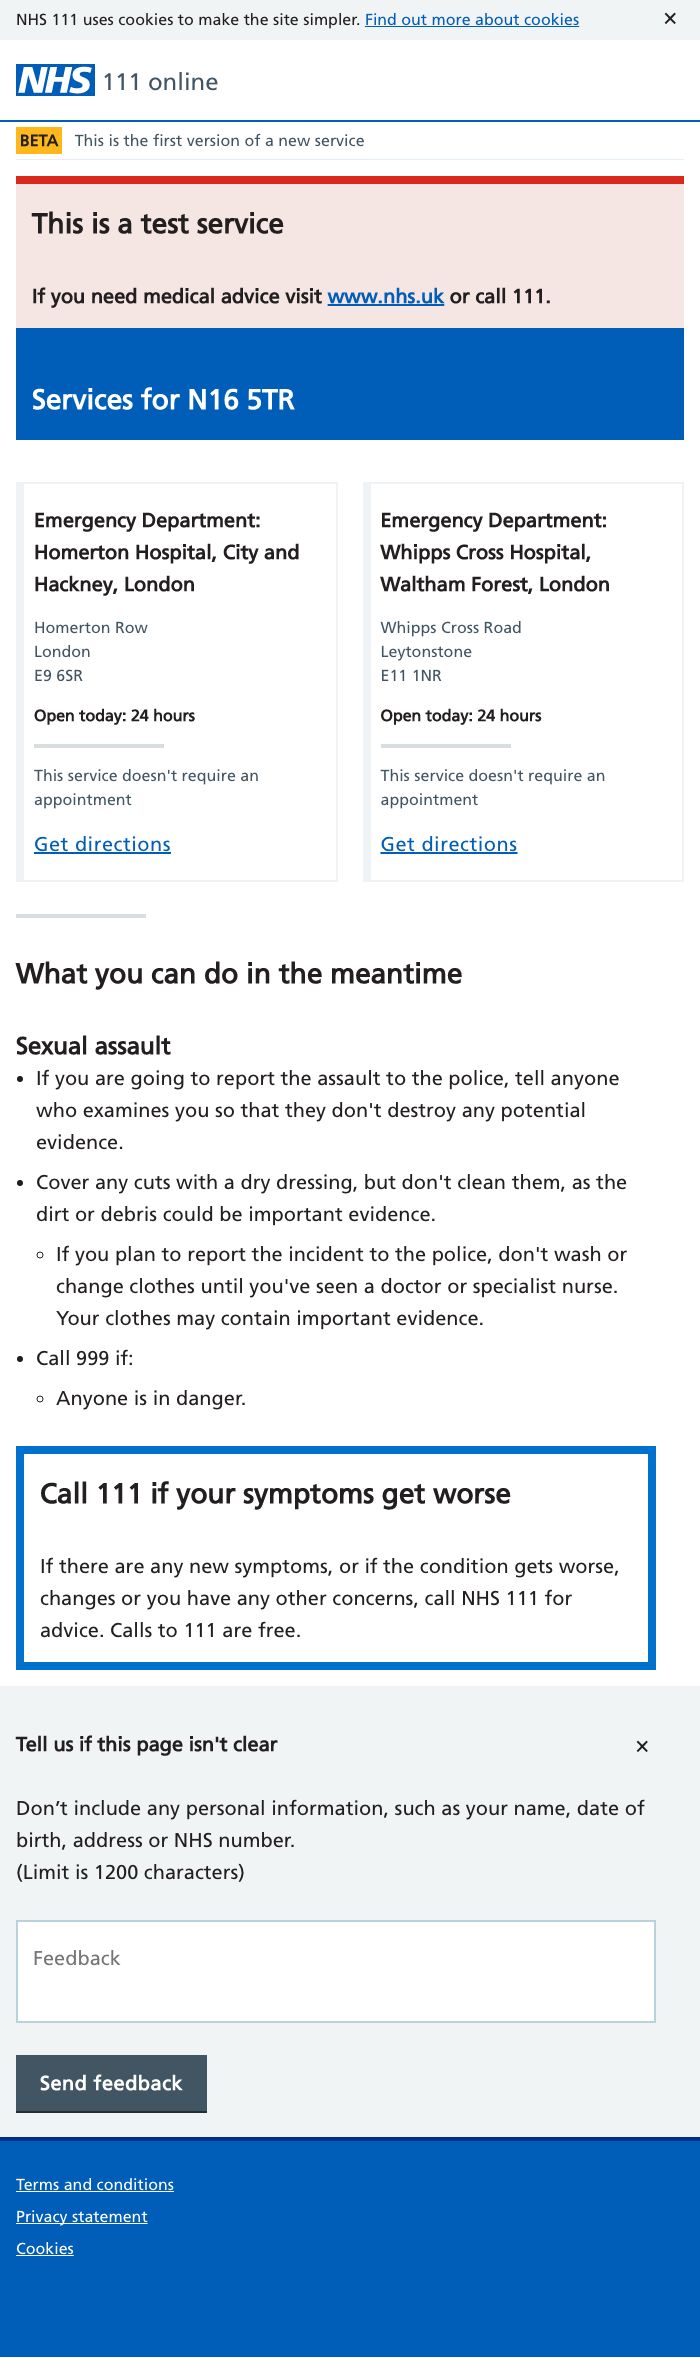 NHS 111 uses cookies to make the site simpler. Find out more about cookies ✕
NHS 111 online
BETA This is the first version of a new service
This is a test service
If you need medical advice visit www.nhs.uk or call 111.
Services for N16 5TR
Emergency Department:
Homerton Hospital, City and
Hackney, London
Homerton Row
London
E9 6SR
Open today: 24 hours
This service doesn't require an
appointment
Get directions
Emergency Department:
Whipps Cross Hospital,
Waltham Forest, London
Whipps Cross Road
Leytonstone
E11 1NR
Open today: 24 hours
This service doesn't require an
appointment
Get directions
What you can do in the meantime
Sexual assault
• If you are going to report the assault to the police, tell anyone
who examines you so that they don't destroy any potential
evidence.
• Cover any cuts with a dry dressing, but don't clean them, as the
dirt or debris could be important evidence.
◦ If you plan to report the incident to the police, don't wash or
change clothes until you've seen a doctor or specialist nurse.
Your clothes may contain important evidence.
• Call 999 if:
◦ Anyone is in danger.
Call 111 if your symptoms get worse
If there are any new symptoms, or if the condition gets worse,
changes or you have any other concerns, call NHS 111 for
advice. Calls to 111 are free.
Tell us if this page isn't clear ✕
Don’t include any personal information, such as your name, date of
birth, address or NHS number.
(Limit is 1200 characters)
Feedback
Send feedback
Terms and conditions
Privacy statement
Cookies